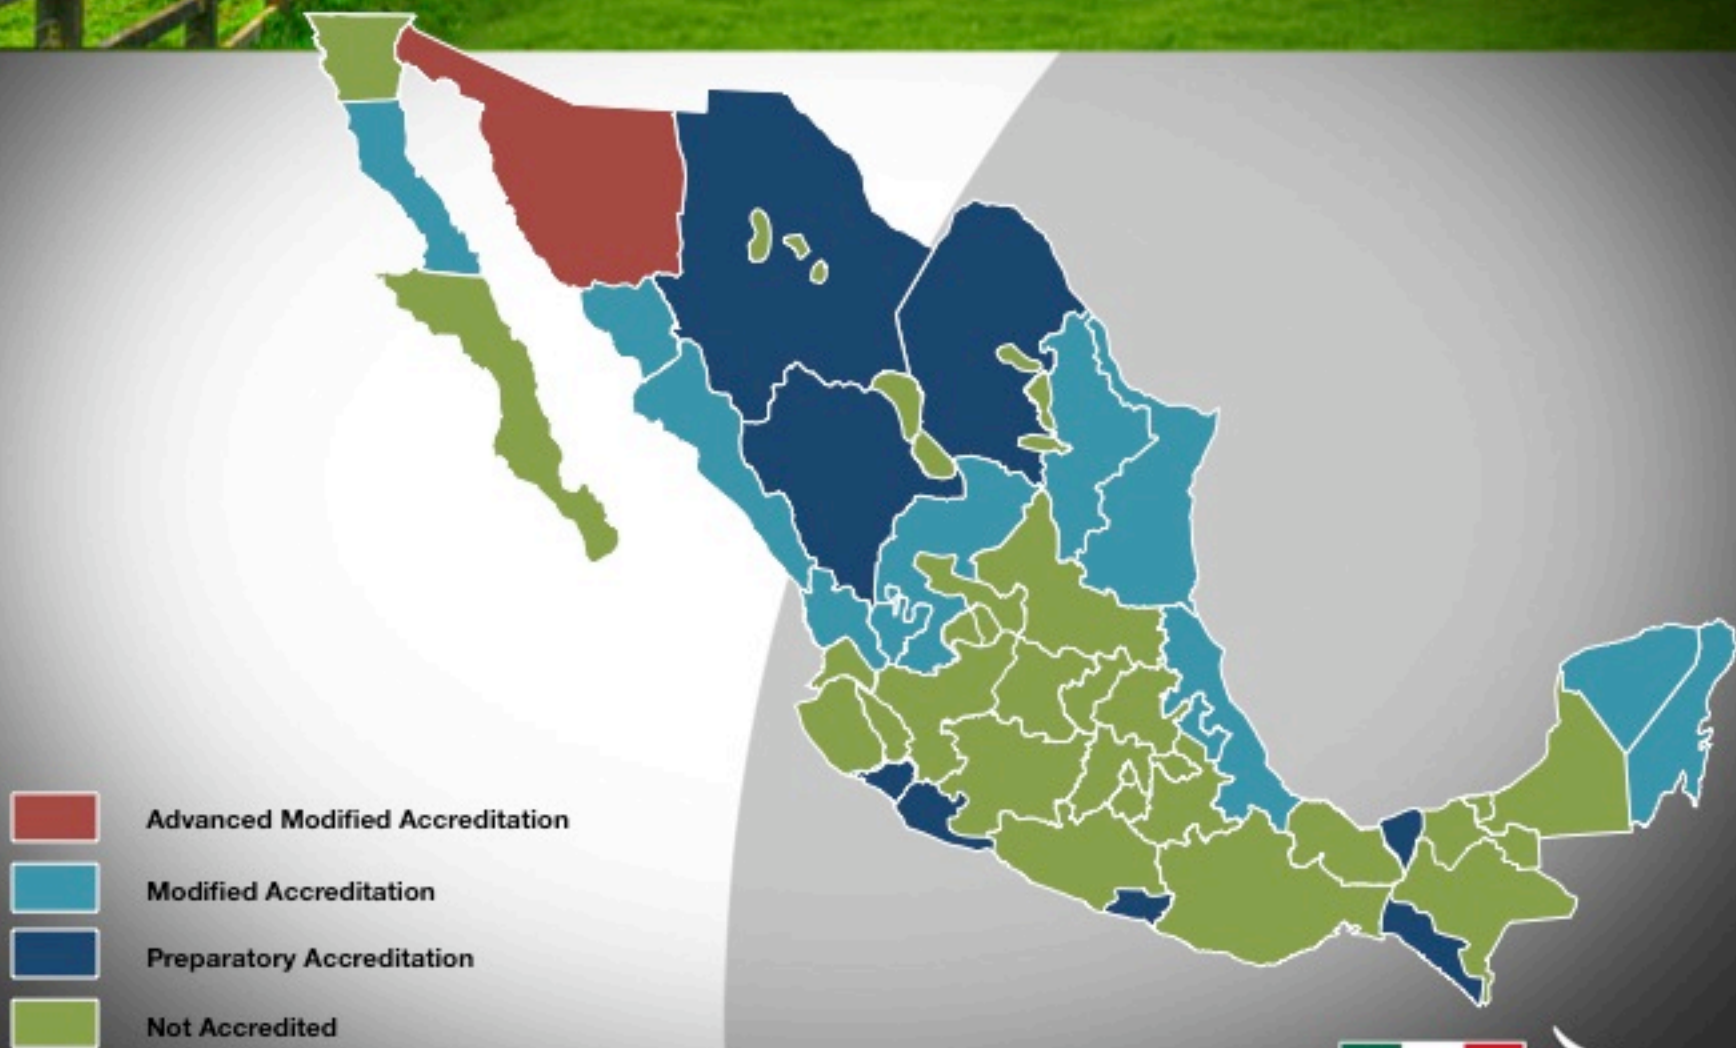 Advanced Modified Accreditation
Modified Accreditation
Preparatory Accreditation
Not Accredited